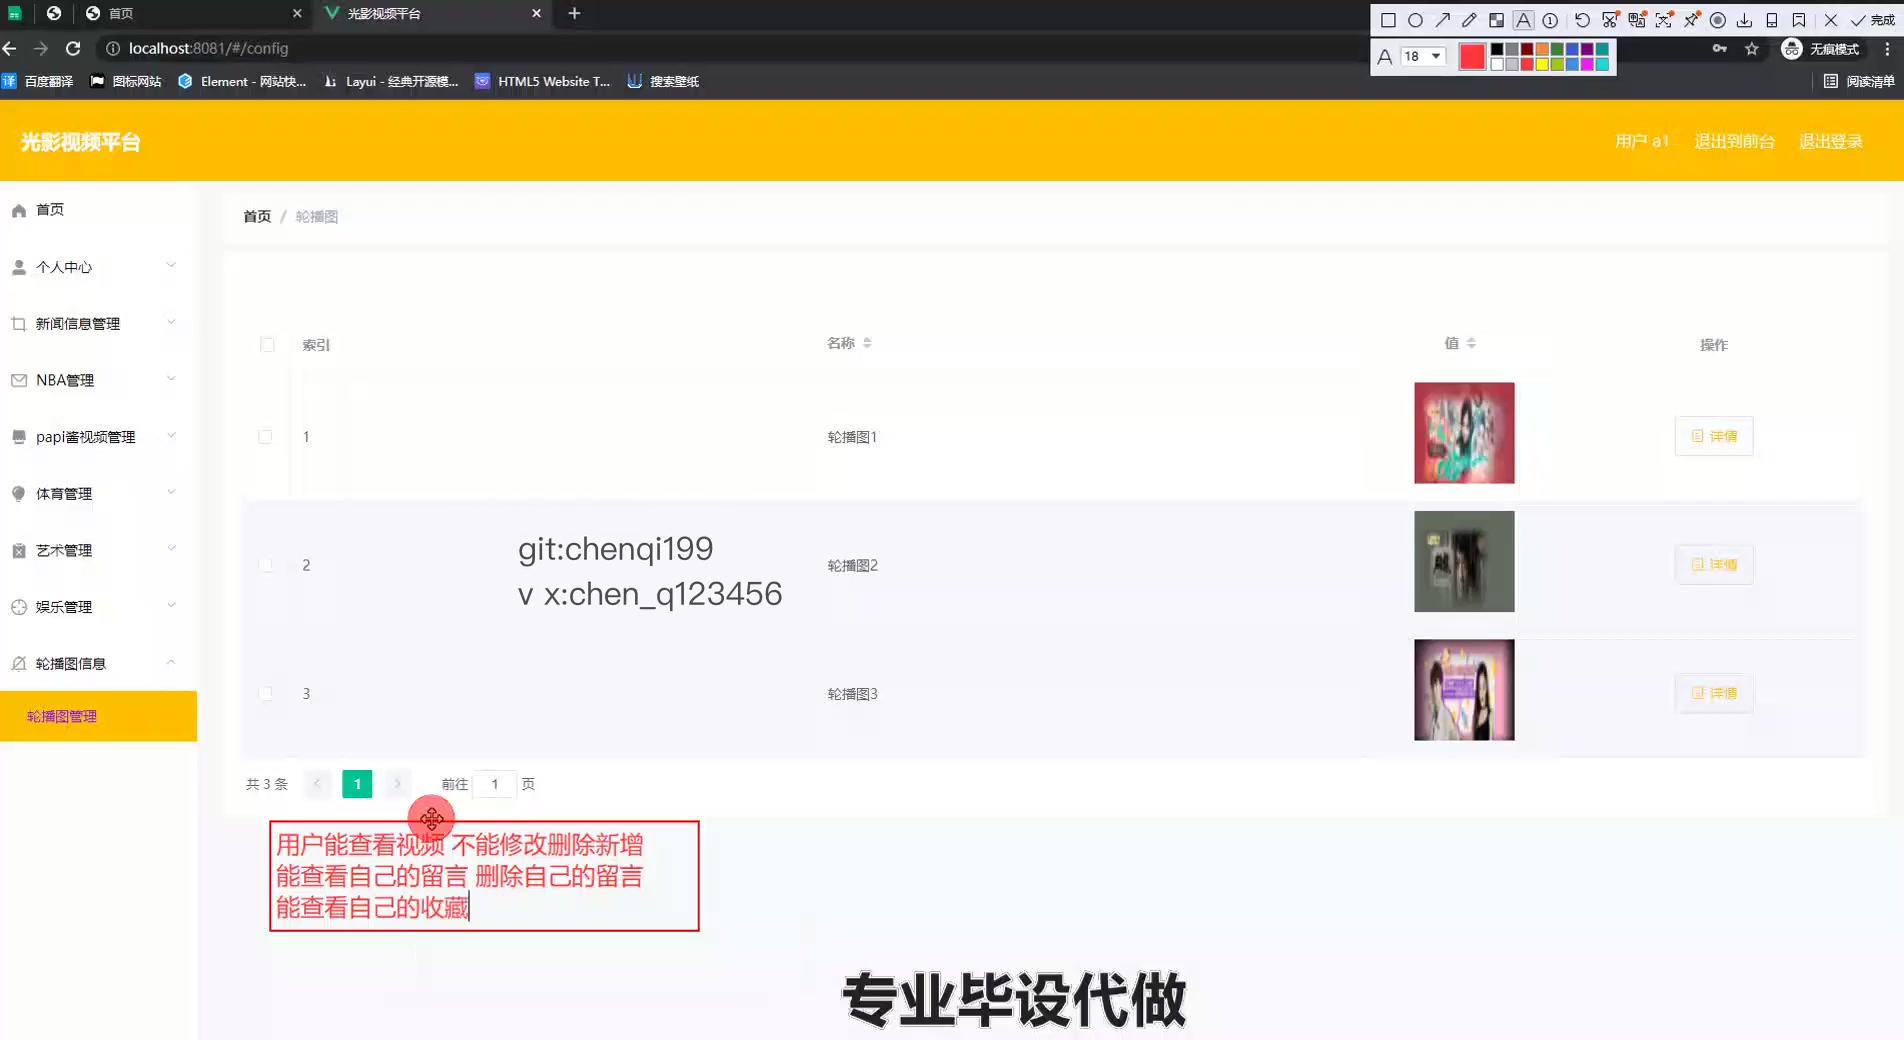 首页
光影视频平台
localhost:8081/#/config
18
完成
无痕模式
百度翻译
图标网站
Element - 网站快...
Layui - 经典开源模...
HTML5 Website T...
搜索壁纸
阅读清单
光影视频平台
用户 a1
退出到前台
退出登录
首页
个人中心
新闻信息管理
NBA管理
papi酱视频管理
体育管理
艺术管理
娱乐管理
轮播图信息
轮播图管理
首页 / 轮播图
索引 名称 值 操作
1 轮播图1 详情
2 轮播图2 详情
3 轮播图3 详情
git:chenqi199
v x:chen_q123456
共 3 条 1 前往 1 页
用户能查看视频 不能修改删除新增
能查看自己的留言 删除自己的留言
能查看自己的收藏
专业毕设代做